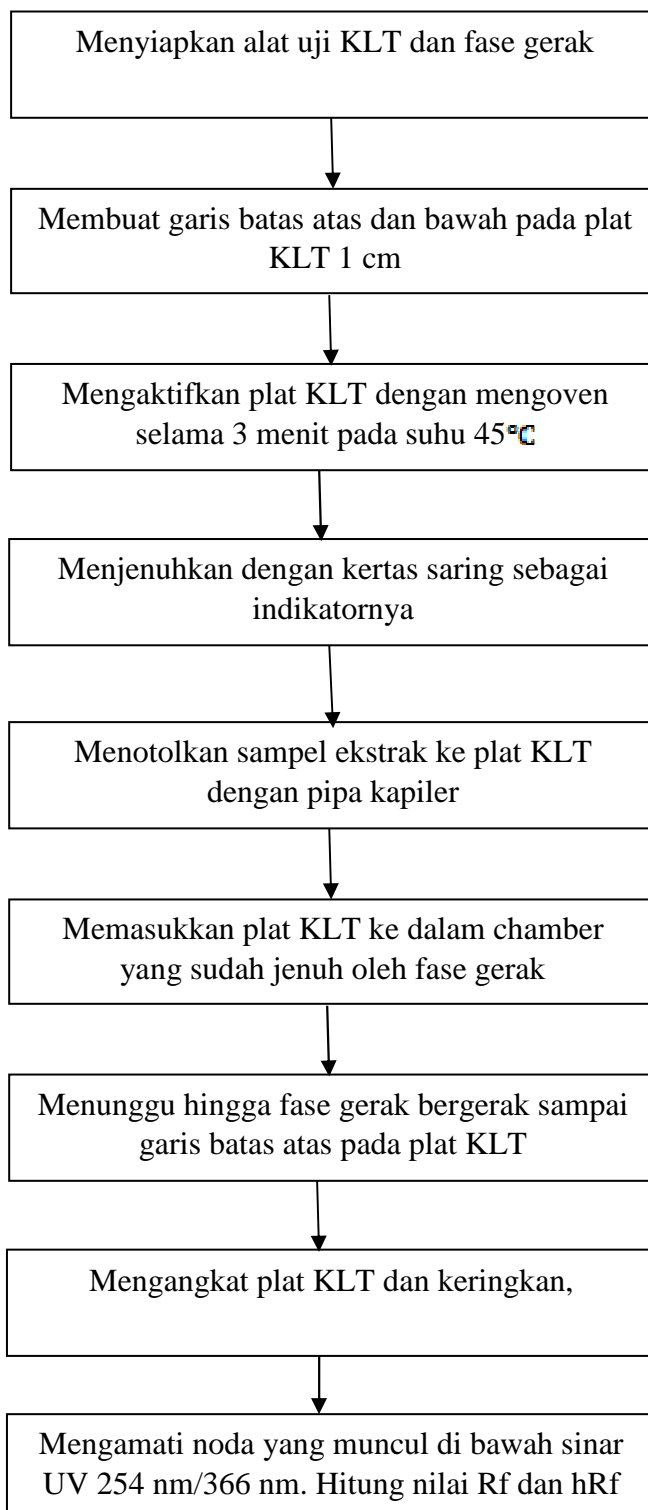 Menyiapkan alat uji KLT dan fase gerak
Membuat garis batas atas dan bawah pada plat
KLT 1 cm
Mengaktifkan plat KLT dengan mengoven
selama 3 menit pada suhu 45℃
Menjenuhkan dengan kertas saring sebagai
indikatornya
Menotolkan sampel ekstrak ke plat KLT
dengan pipa kapiler
Memasukkan plat KLT ke dalam chamber
yang sudah jenuh oleh fase gerak
Menunggu hingga fase gerak bergerak sampai
garis batas atas pada plat KLT
Mengangkat plat KLT dan keringkan,
Mengamati noda yang muncul di bawah sinar
UV 254 nm/366 nm. Hitung nilai Rf dan hRf